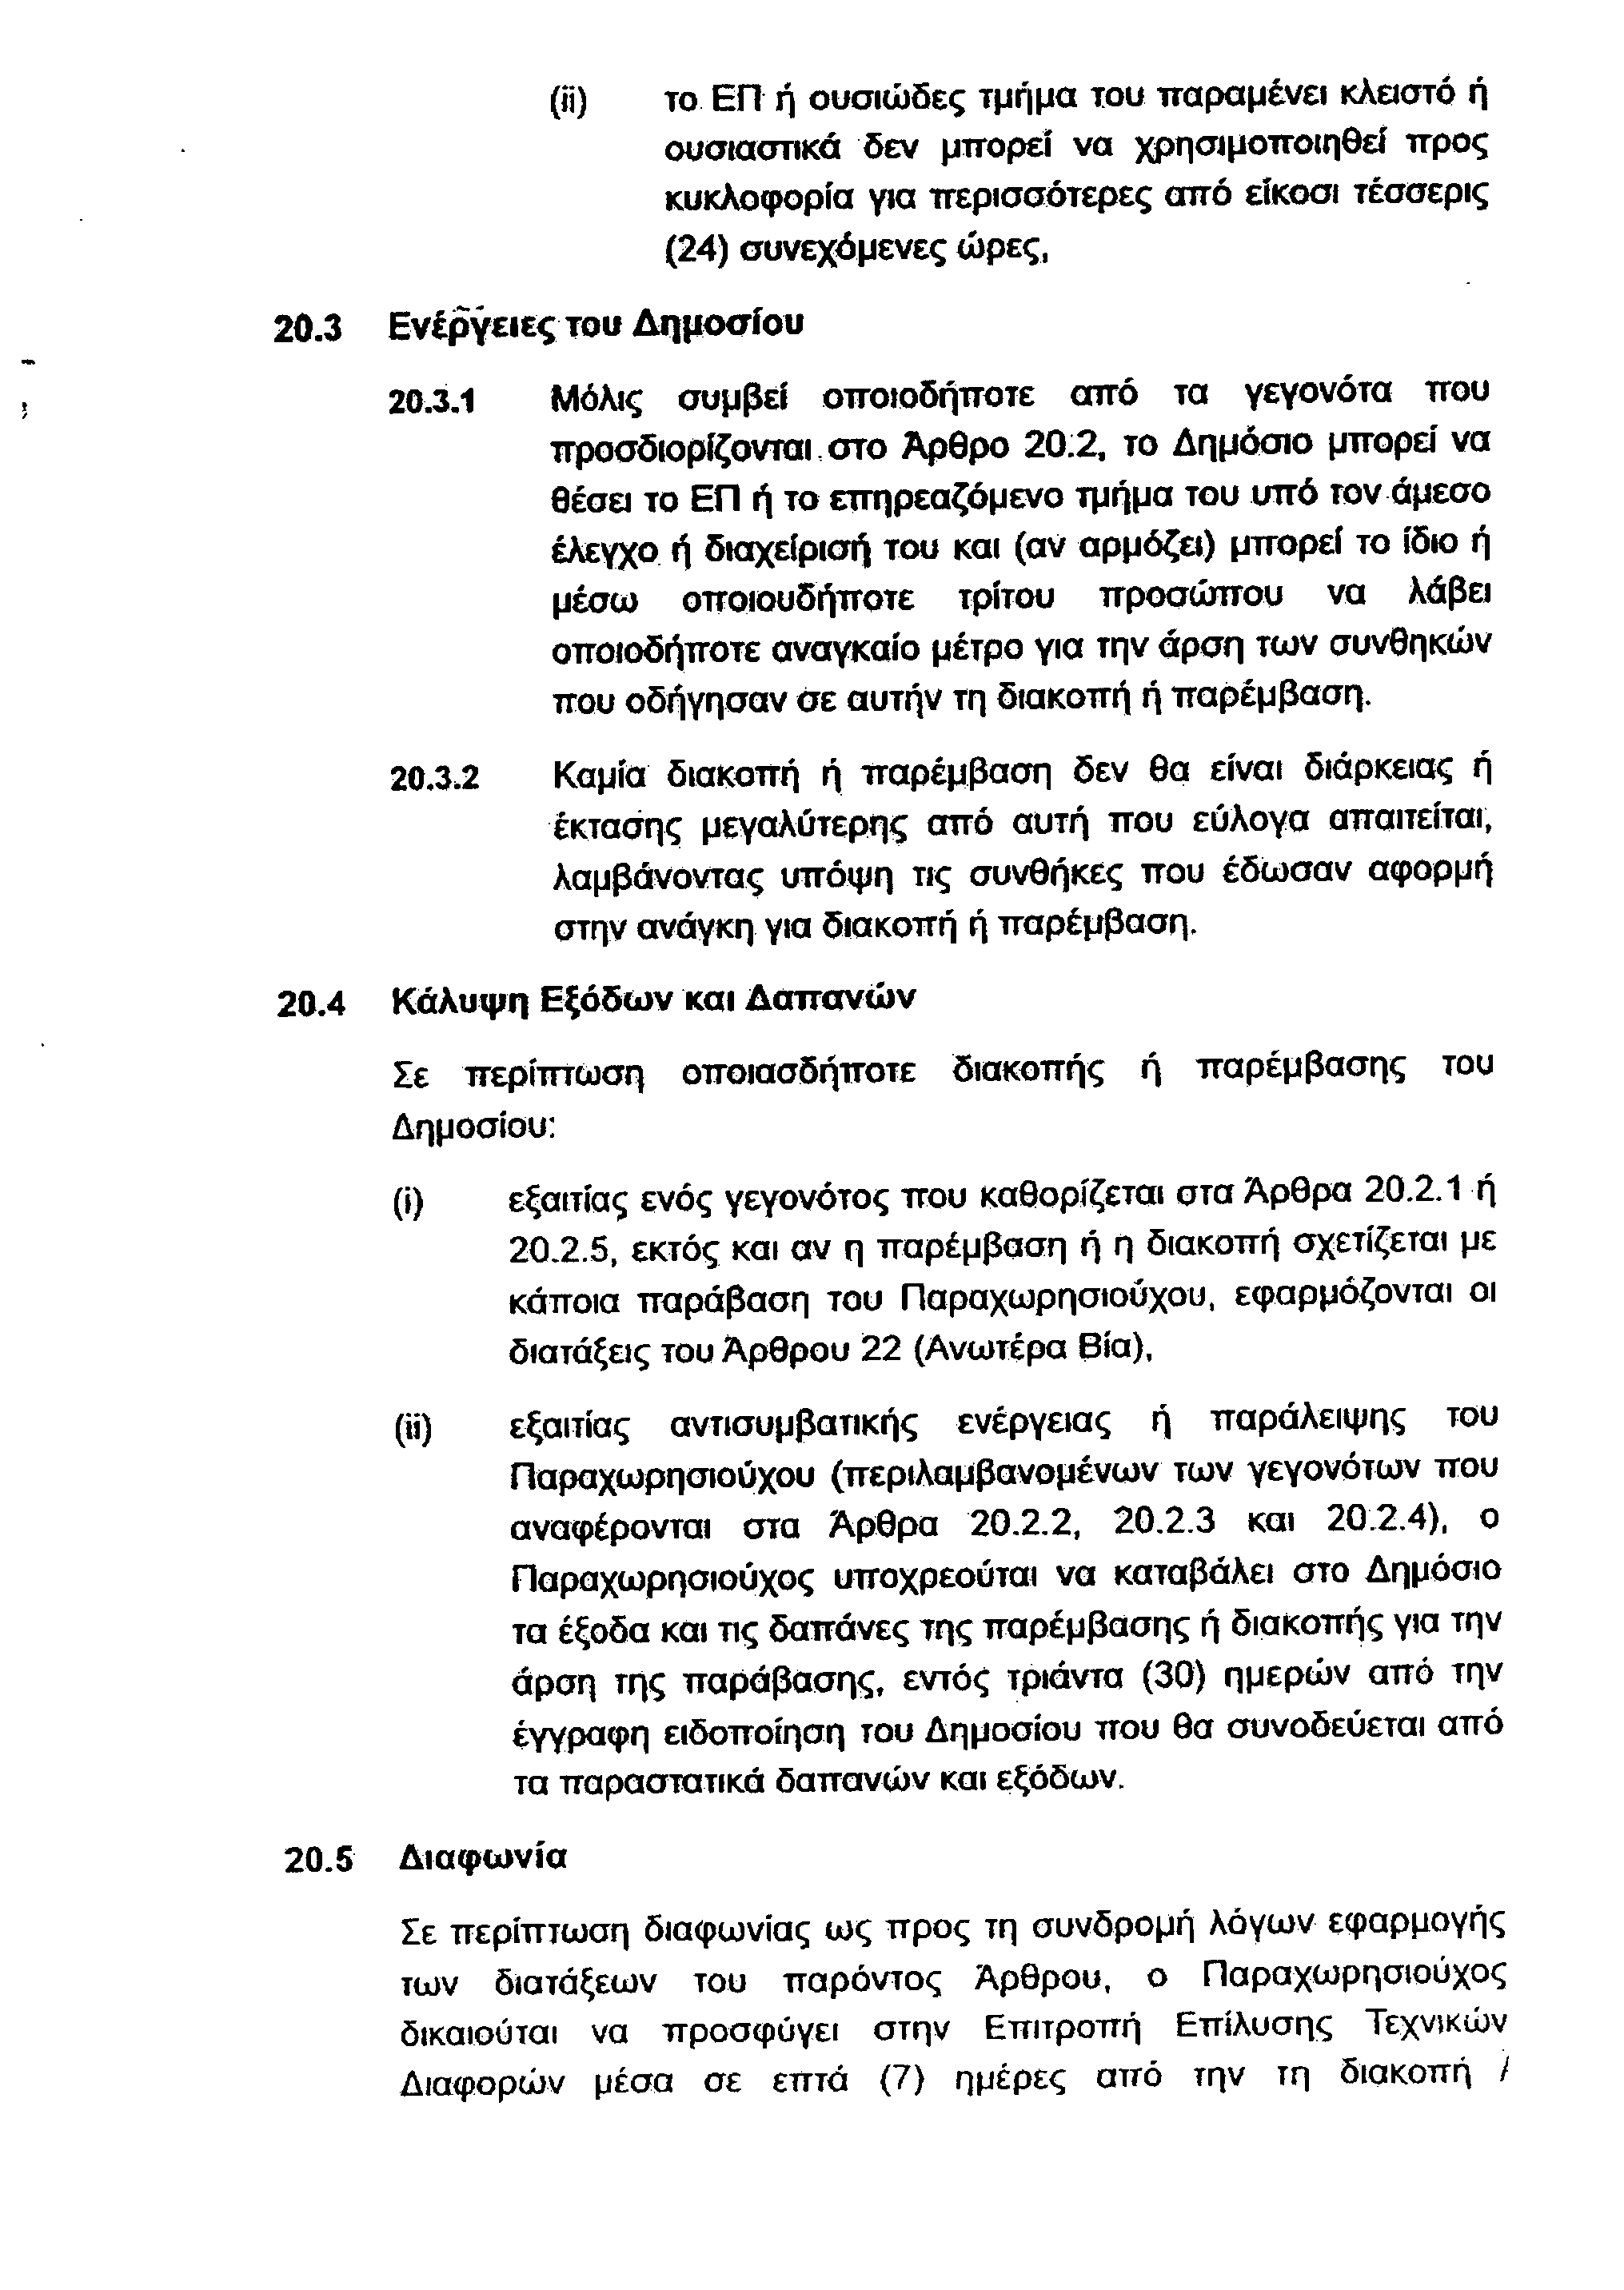 (ii) το ΕΠ ή ουσιώδες τμήμα του παραμένει κλειστό ή
ουσιαστικά δεν μπορεί να χρησιμοποιηθεί προς
κυκλοφορία για περισσότερες από είκοσι τέσσερις
(24) συνεχόμενες ώρες,
20.3 Ενέργειες του Δημοσίου
20.3.1 Μόλις συμβεί οποιοδήποτε από τα γεγονότα που
προσδιορίζονται στο Άρθρο 20.2, το Δημόσιο μπορεί να
θέσει το ΕΠ ή το επηρεαζόμενο τμήμα του υπό τον άμεσο
έλεγχο ή διαχείρισή του και (αν αρμόζει) μπορεί το ίδιο ή
μέσω οποιουδήποτε τρίτου προσώπου να λάβει
οποιοδήποτε αναγκαίο μέτρο για την άρση των συνθηκών
που οδήγησαν σε αυτήν τη διακοπή ή παρέμβαση.
20.3.2 Καμία διακοπή ή παρέμβαση δεν θα είναι διάρκειας ή
έκτασης μεγαλύτερης από αυτή που εύλογα απαιτείται,
λαμβάνοντας υπόψη τις συνθήκες που έδωσαν αφορμή
στην ανάγκη για διακοπή ή παρέμβαση.
20.4 Κάλυψη Εξόδων και Δαπανών
Σε περίπτωση οποιασδήποτε διακοπής ή παρέμβασης του
Δημοσίου:
(i) εξαιτίας ενός γεγονότος που καθορίζεται στα Άρθρα 20.2.1 ή
20.2.5, εκτός και αν η παρέμβαση ή η διακοπή σχετίζεται με
κάποια παράβαση του Παραχωρησιούχου, εφαρμόζονται οι
διατάξεις του Άρθρου 22 (Ανωτέρα Βία),
(ii) εξαιτίας αντισυμβατικής ενέργειας ή παράλειψης του
Παραχωρησιούχου (περιλαμβανομένων των γεγονότων που
αναφέρονται στα Άρθρα 20.2.2, 20.2.3 και 20.2.4), ο
Παραχωρησιούχος υποχρεούται να καταβάλει στο Δημόσιο
τα έξοδα και τις δαπάνες της παρέμβασης ή διακοπής για την
άρση της παράβασης, εντός τριάντα (30) ημερών από την
έγγραφη ειδοποίηση του Δημοσίου που θα συνοδεύεται από
τα παραστατικά δαπανών και εξόδων.
20.5 Διαφωνία
Σε περίπτωση διαφωνίας ως προς τη συνδρομή λόγων εφαρμογής
των διατάξεων του παρόντος Άρθρου, ο Παραχωρησιούχος
δικαιούται να προσφύγει στην Επιτροπή Επίλυσης Τεχνικών
Διαφορών μέσα σε επτά (7) ημέρες από την τη διακοπή /